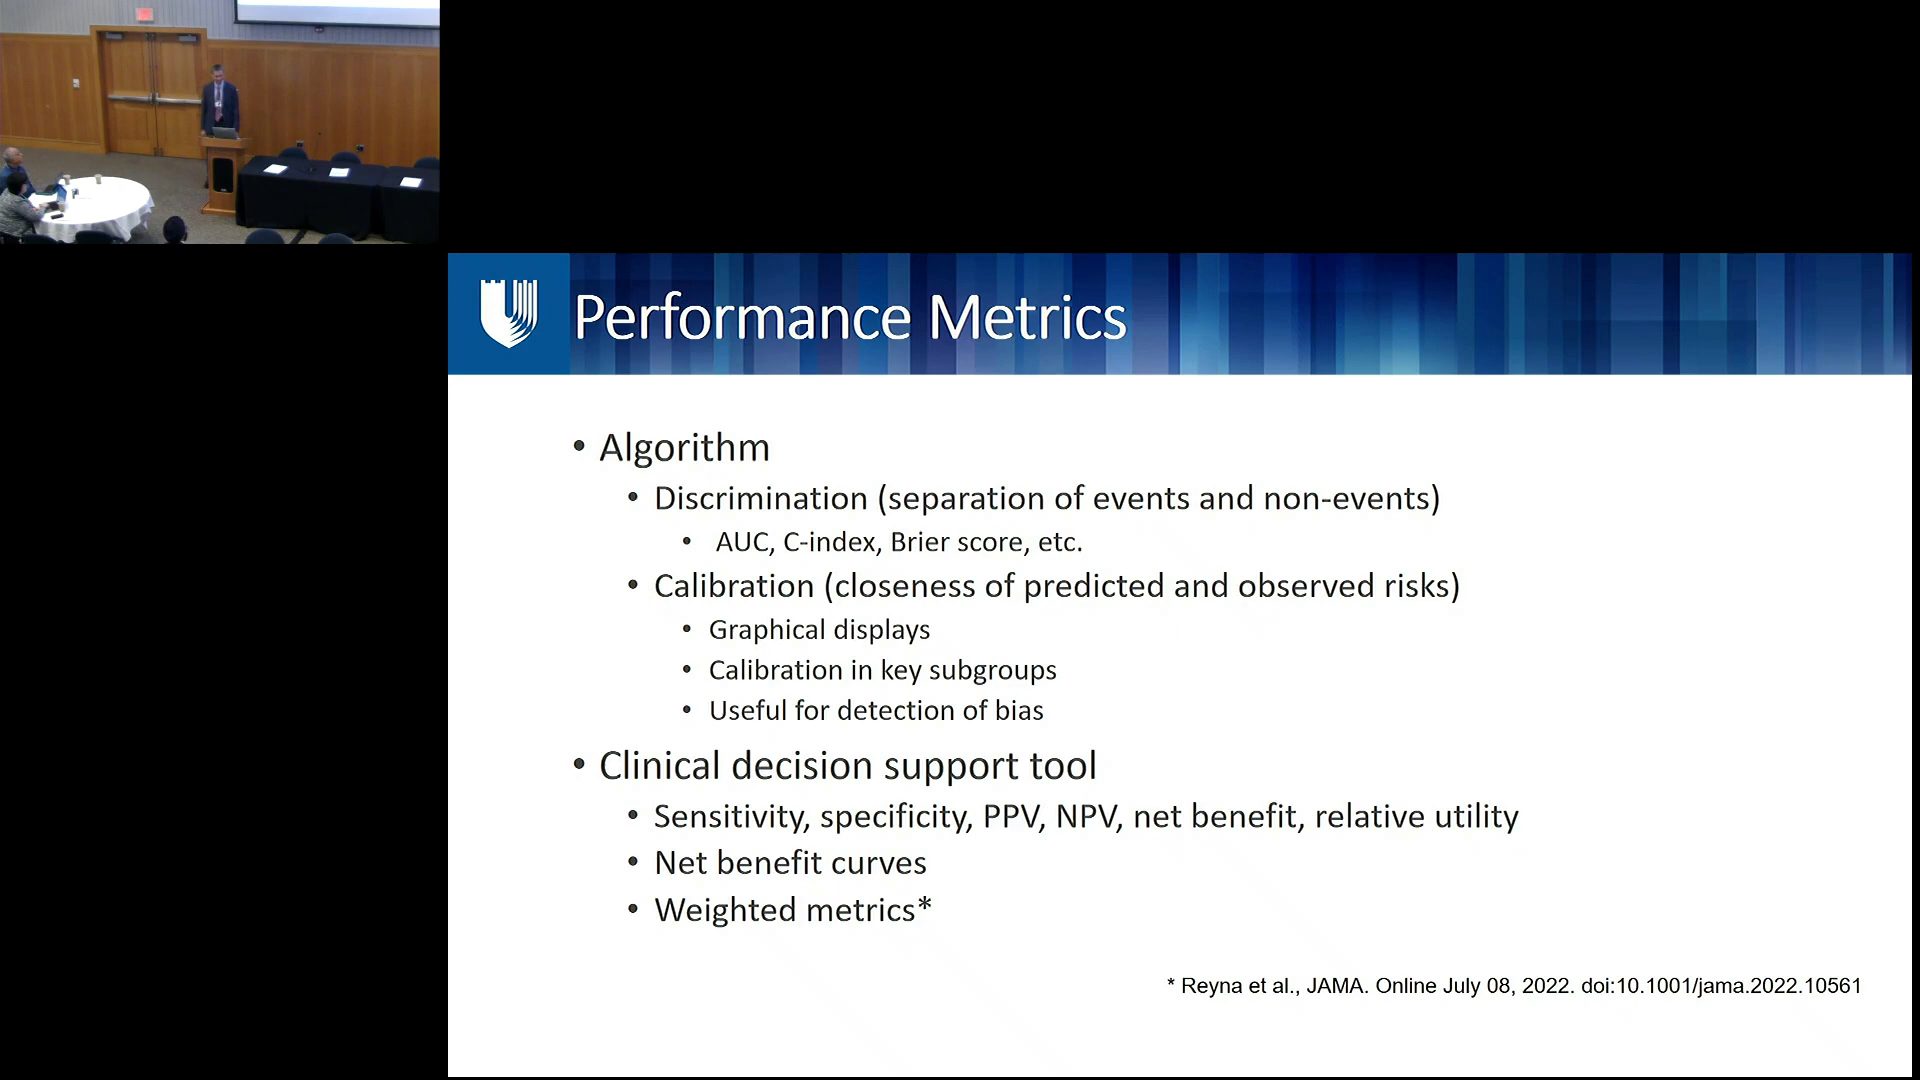 Performance Metrics
• Algorithm
• Discrimination (separation of events and non-events)
• AUC, C-index, Brier score, etc.
• Calibration (closeness of predicted and observed risks)
• Graphical displays
• Calibration in key subgroups
• Useful for detection of bias
• Clinical decision support tool
• Sensitivity, specificity, PPV, NPV, net benefit, relative utility
• Net benefit curves
• Weighted metrics*
* Reyna et al., JAMA. Online July 08, 2022. doi:10.1001/jama.2022.10561